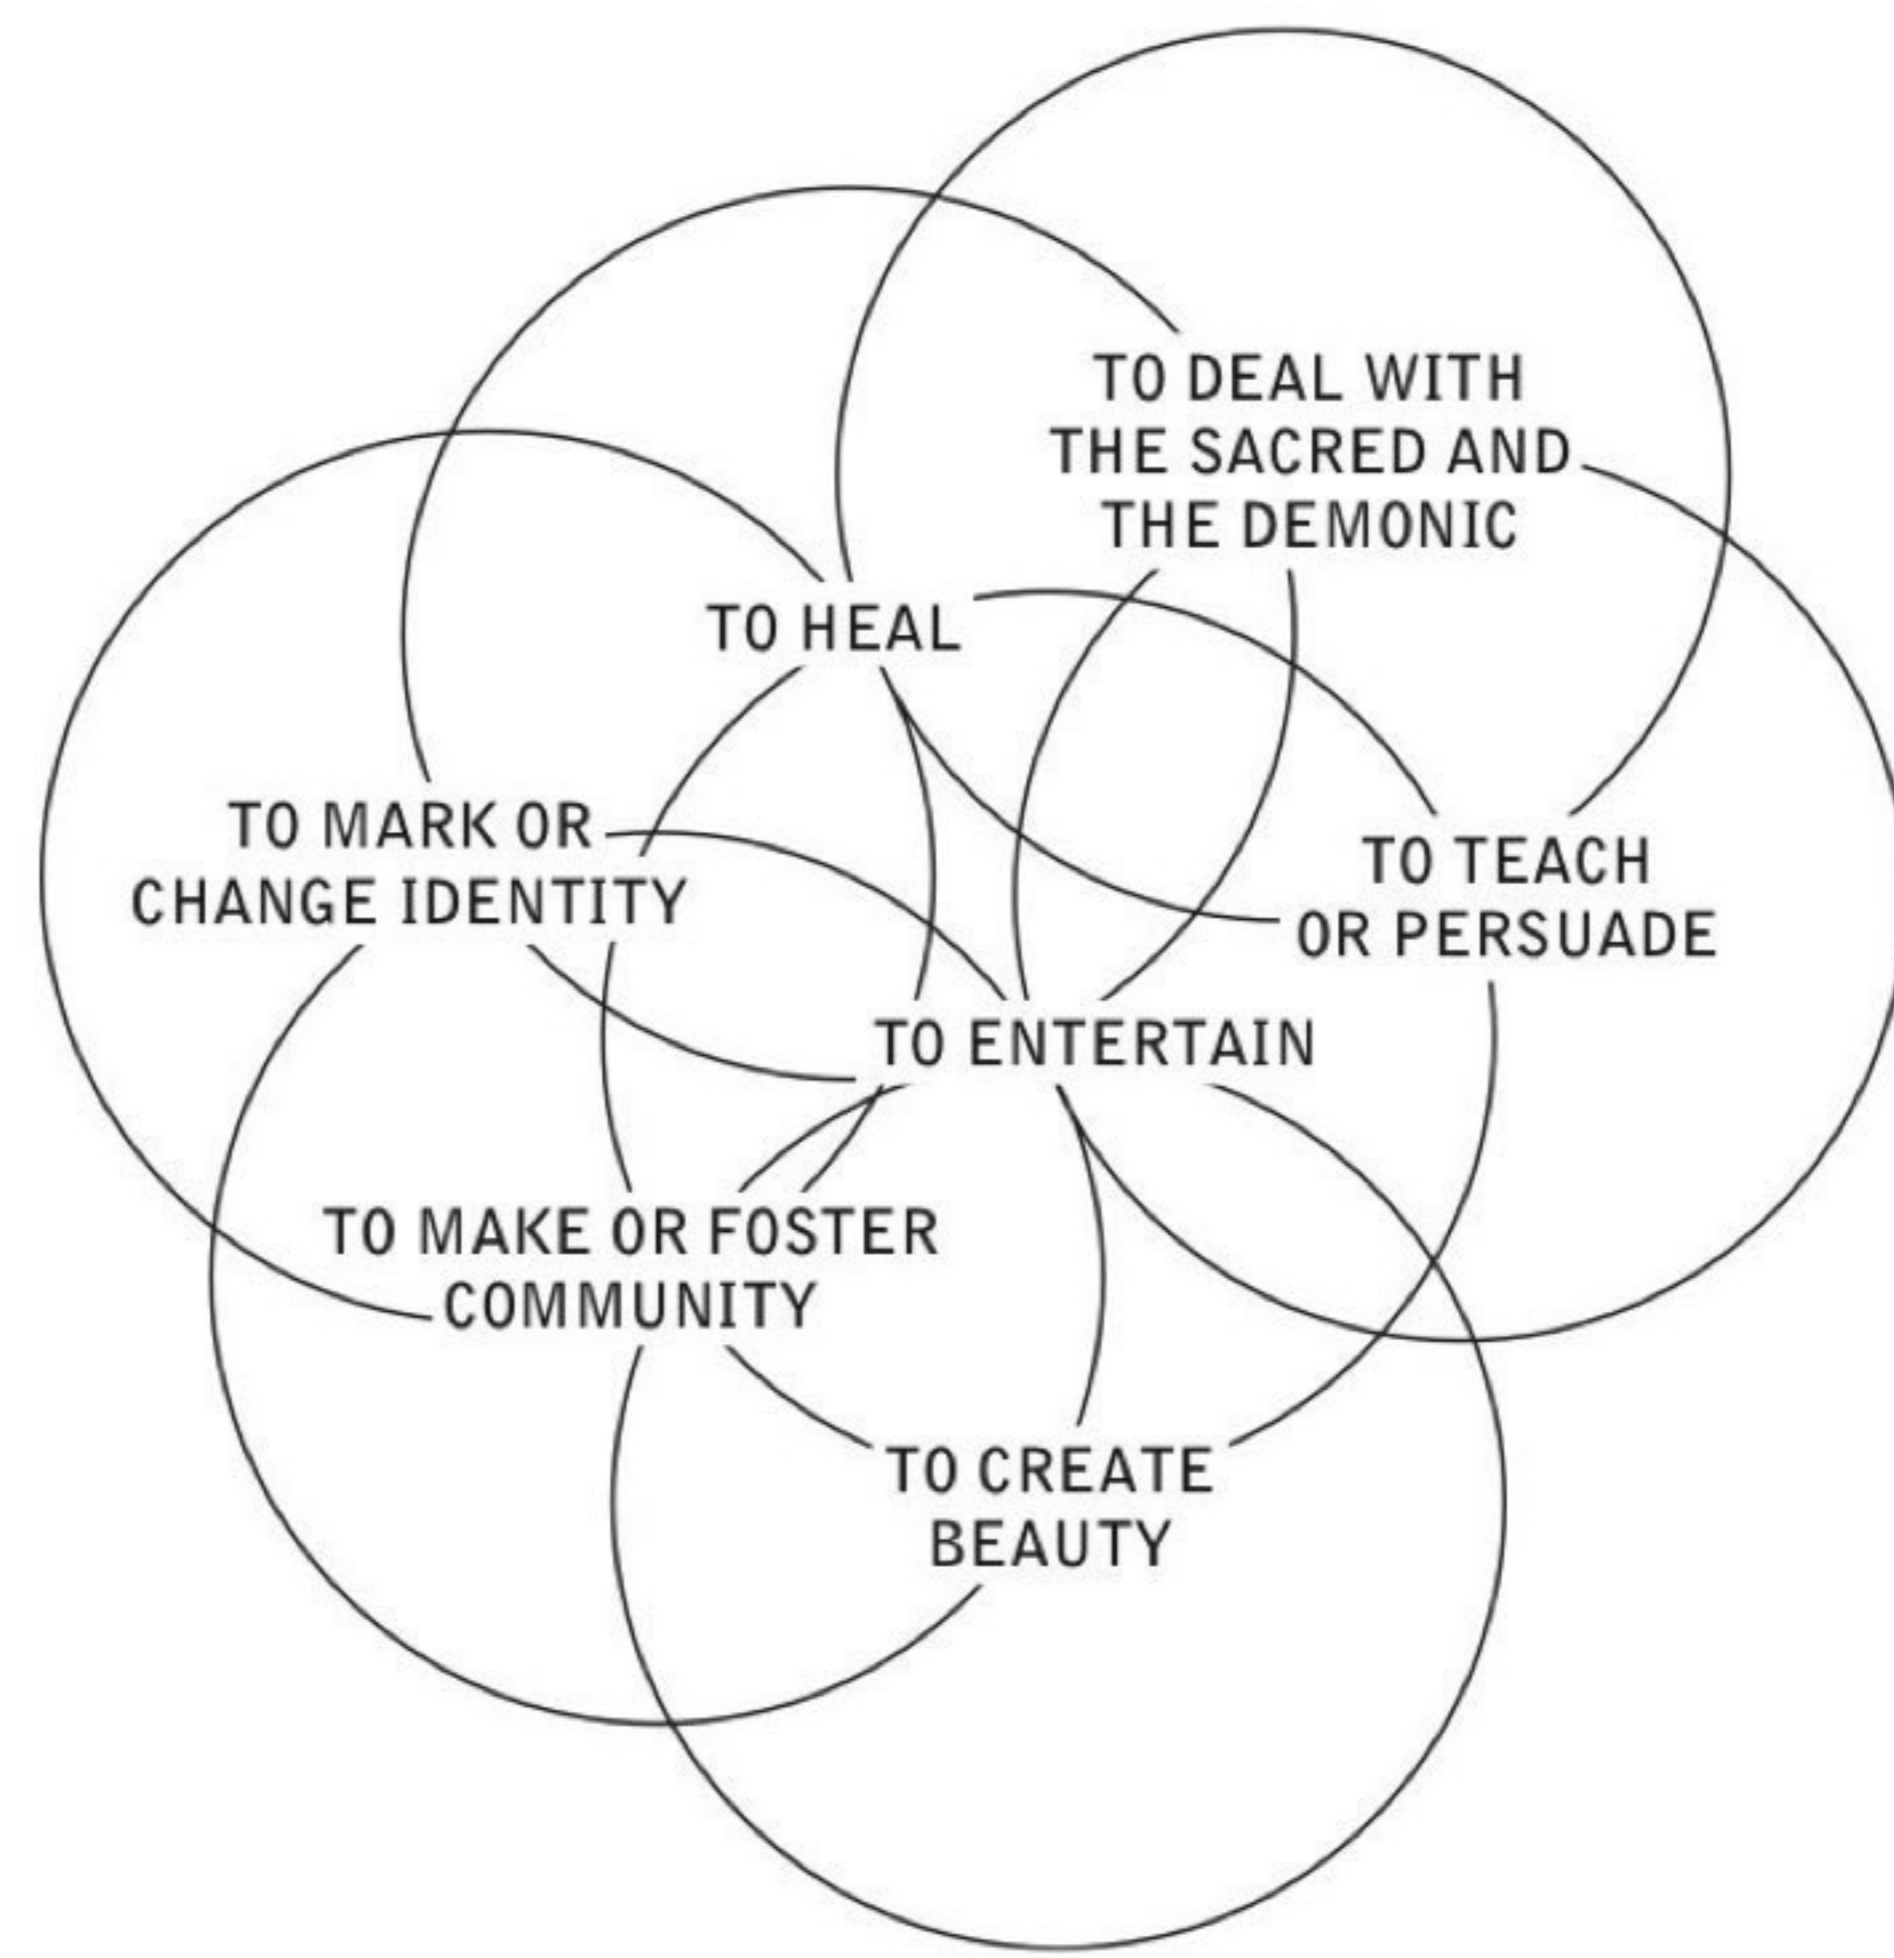 TO DEAL WITH
THE SACRED AND
THE DEMONIC
TO HEAL
TO MARK OR
CHANGE IDENTITY
TO TEACH
OR PERSUADE
TO ENTERTAIN
TO MAKE OR FOSTER
COMMUNITY
TO CREATE
BEAUTY